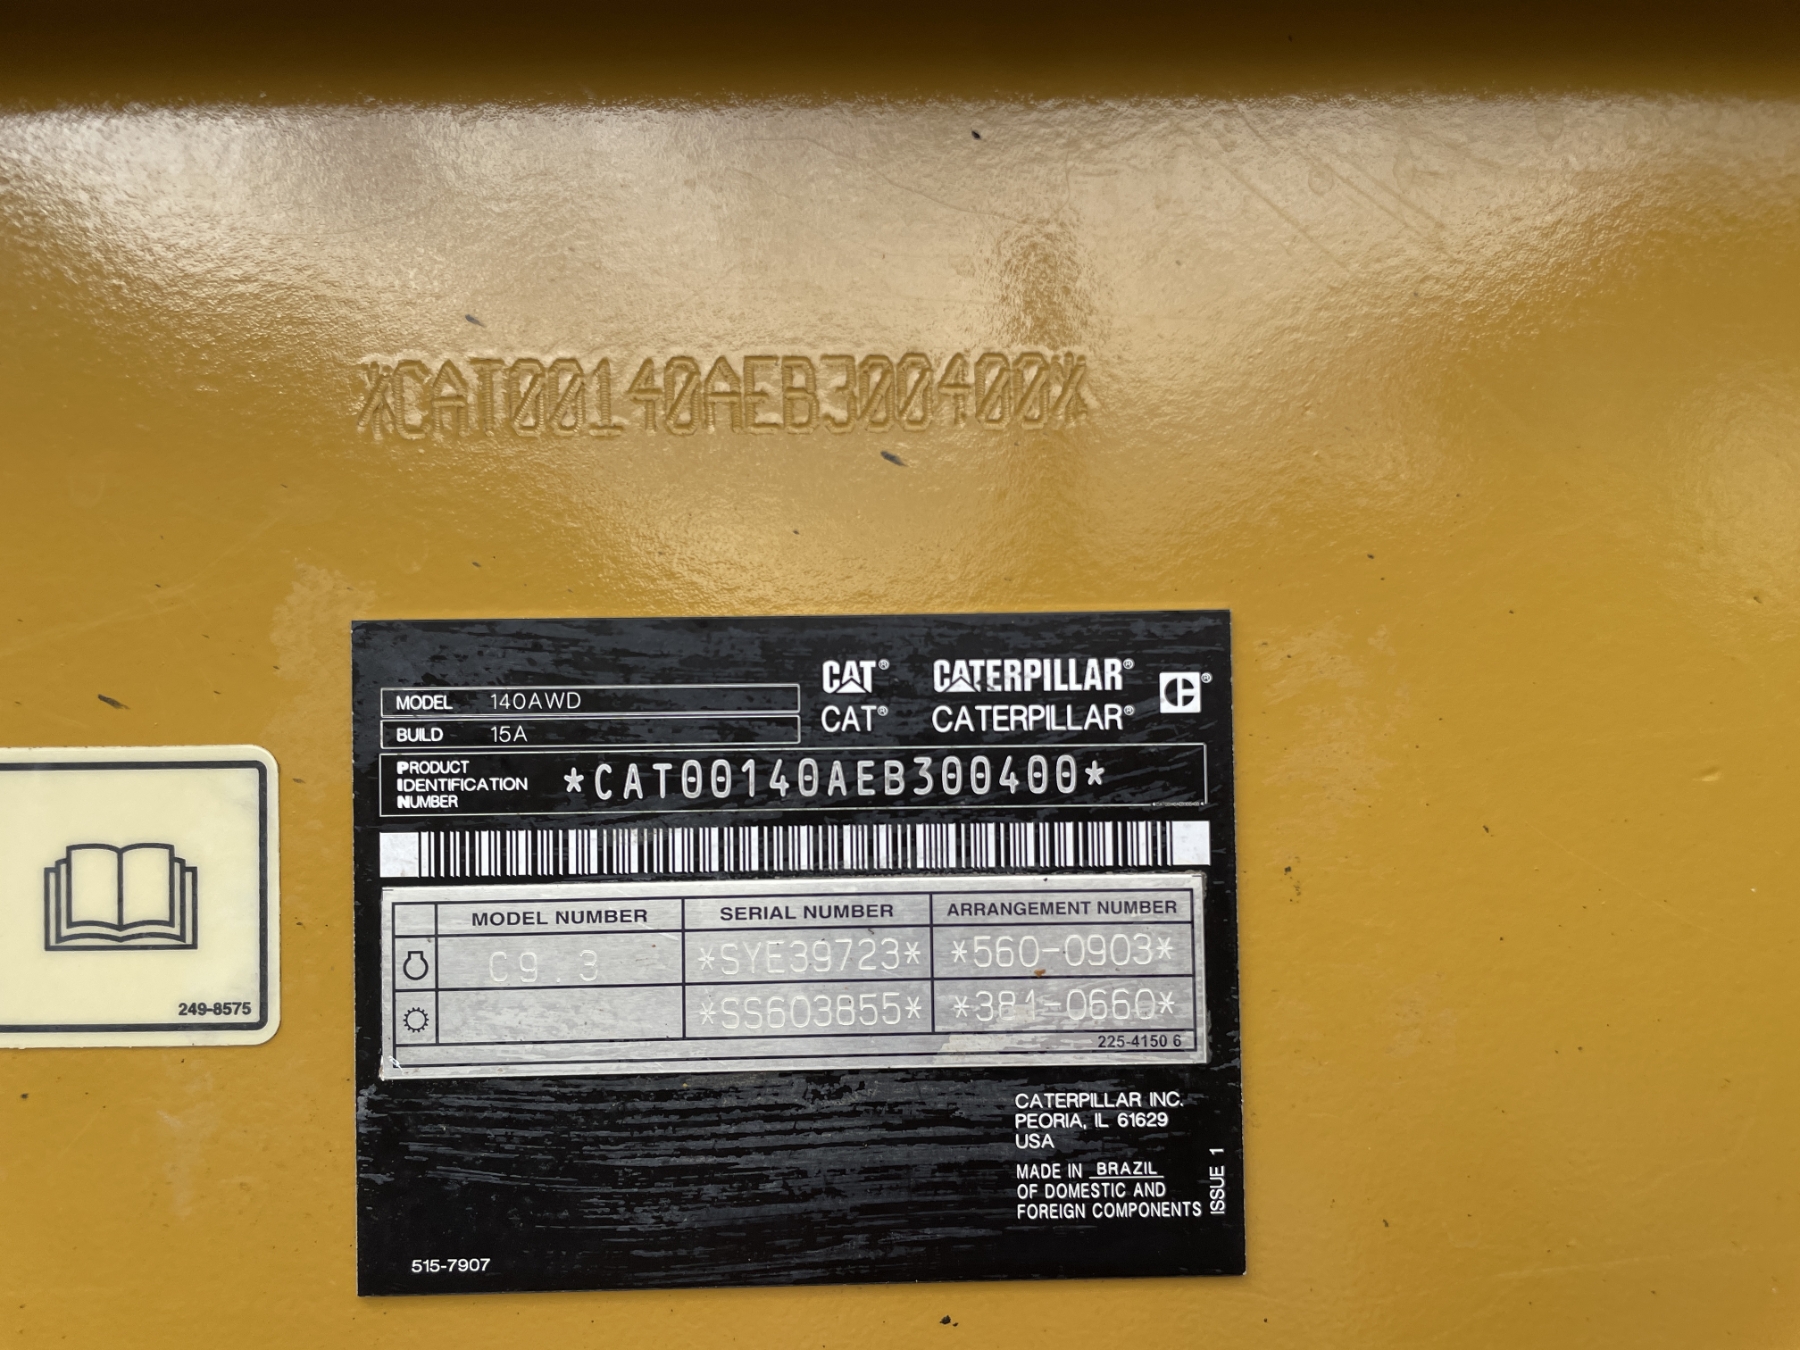 *CAT00140AEB300400*
MODEL 140AWD
BUILD 15A
CAT® CATERPILLAR®
CAT® CATERPILLAR®
PRODUCT
IDENTIFICATION
NUMBER
*CAT00140AEB300400*
MODEL NUMBER SERIAL NUMBER ARRANGEMENT NUMBER
C9.3 *SYE39723* *560-0903*
*SS603855* *381-0660*
225-4150 6
CATERPILLAR INC.
PEORIA, IL 61629
USA
MADE IN BRAZIL
OF DOMESTIC AND
FOREIGN COMPONENTS
ISSUE 1
515-7907
249-8575